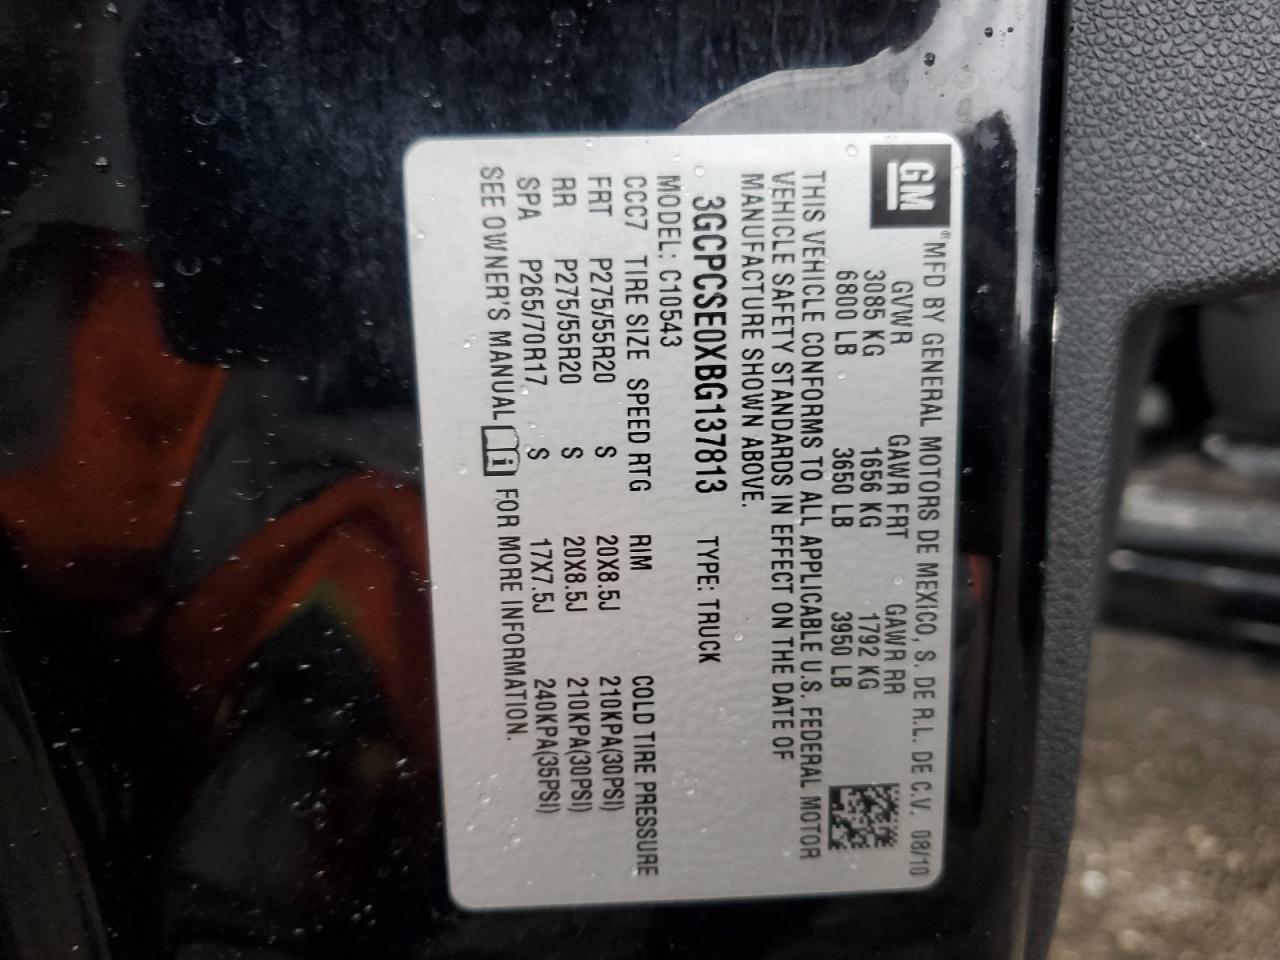 GM
® MFD BY GENERAL MOTORS DE MEXICO, S. DE R.L. DE C.V. 08/10
GVWR GAWR FRT GAWR RR
3085 KG 1656 KG 1792 KG
6800 LB 3650 LB 3950 LB
THIS VEHICLE CONFORMS TO ALL APPLICABLE U.S. FEDERAL MOTOR
VEHICLE SAFETY STANDARDS IN EFFECT ON THE DATE OF
MANUFACTURE SHOWN ABOVE.
3GCPCSE0XBG137813 TYPE: TRUCK
MODEL: C10543
CCC7 TIRE SIZE SPEED RTG RIM COLD TIRE PRESSURE
FRT P275/55R20 S 20X8.5J 210KPA(30PSI)
RR P275/55R20 S 20X8.5J 210KPA(30PSI)
SPA P265/70R17 S 17X7.5J 240KPA(35PSI)
SEE OWNER'S MANUAL i FOR MORE INFORMATION.